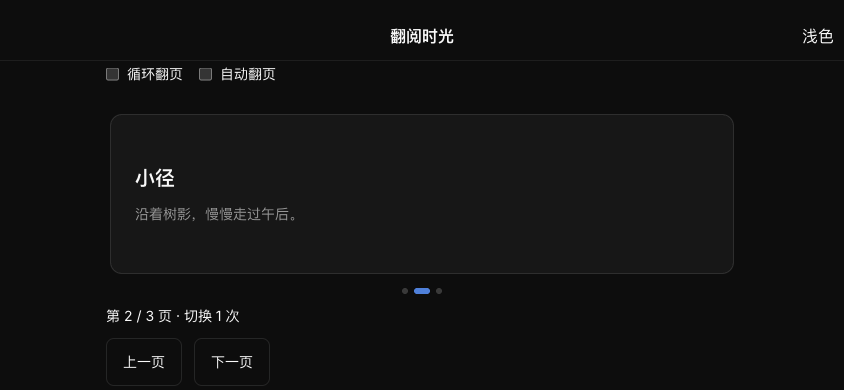 翻阅时光
浅色
循环翻页 自动翻页
小径
沿着树影，慢慢走过午后。
第 2 / 3 页 · 切换 1 次
上一页 下一页